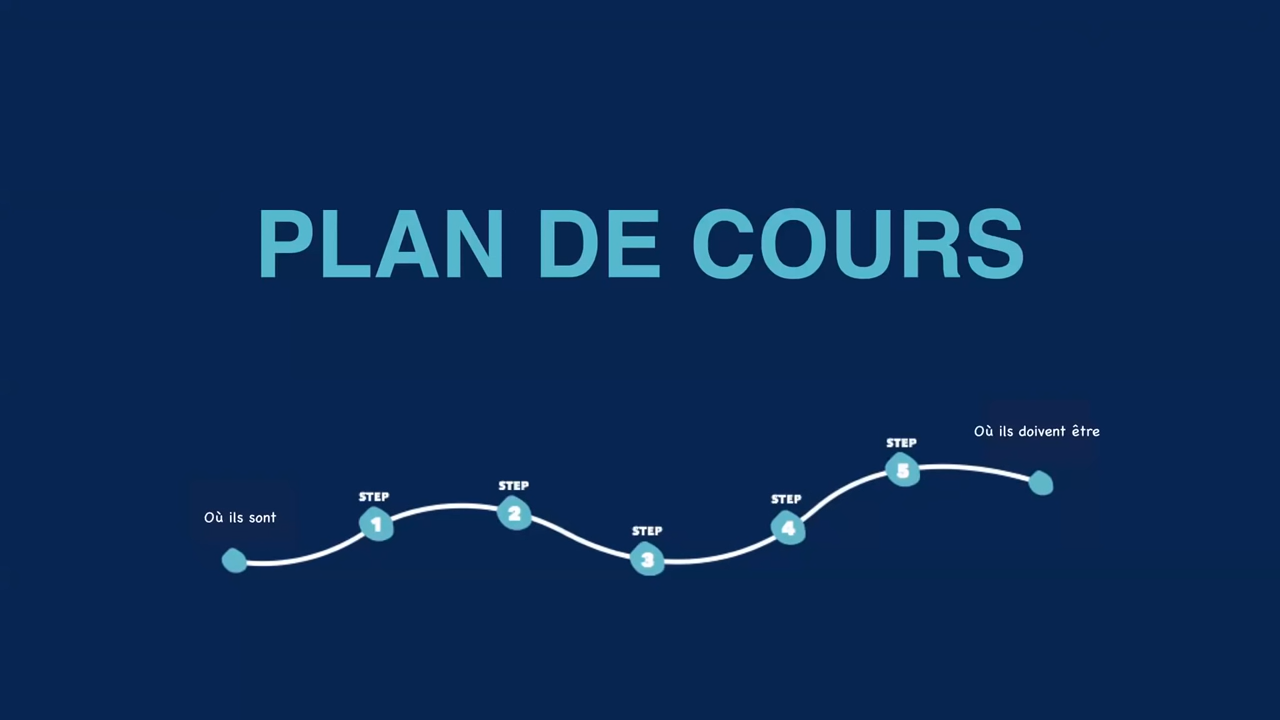 PLAN DE COURS
Où ils sont
STEP
1
STEP
2
STEP
3
STEP
4
STEP
5
Où ils doivent être